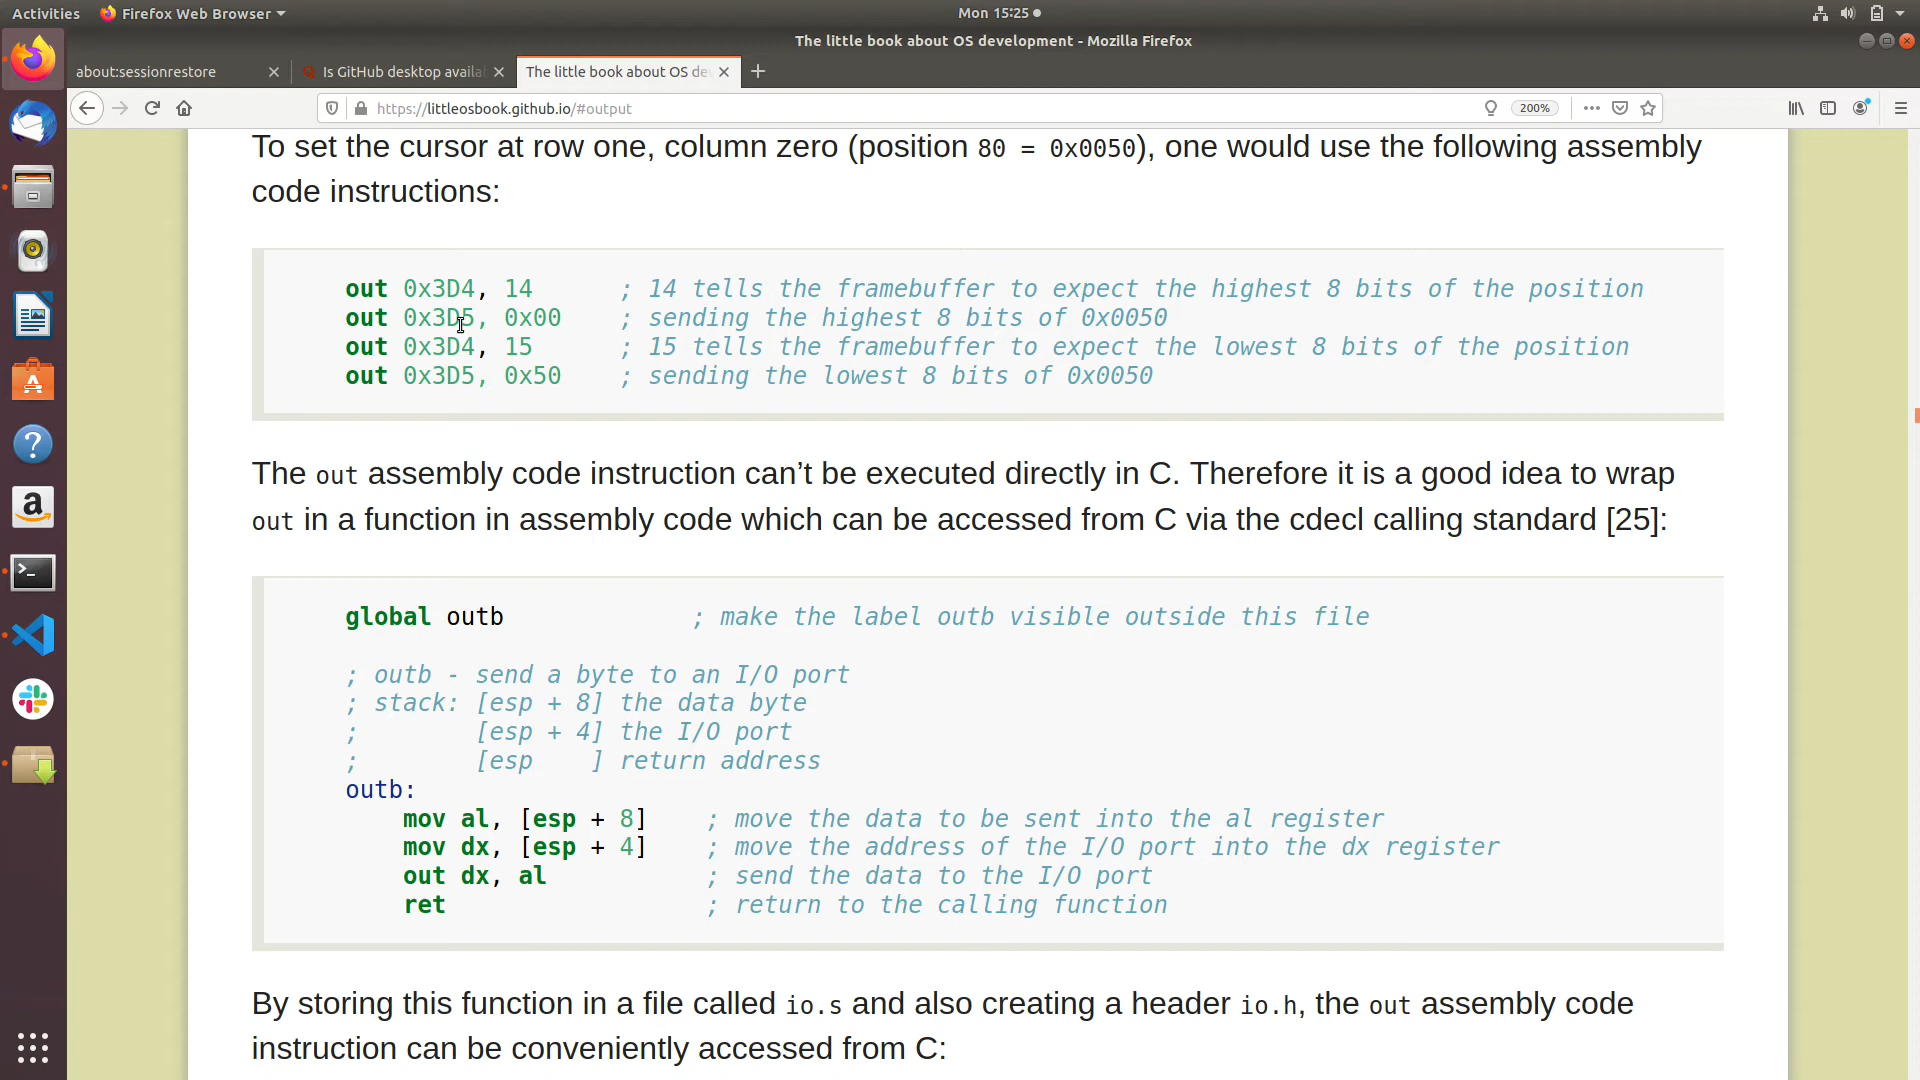 Activities Firefox Web Browser Mon 15:25
The little book about OS development - Mozilla Firefox
about:sessionrestore Is GitHub desktop availa The little book about OS de
https://littleosbook.github.io/#output 200%
To set the cursor at row one, column zero (position 80 = 0x0050), one would use the following assembly
code instructions:
out 0x3D4, 14 ; 14 tells the framebuffer to expect the highest 8 bits of the position
out 0x3D5, 0x00 ; sending the highest 8 bits of 0x0050
out 0x3D4, 15 ; 15 tells the framebuffer to expect the lowest 8 bits of the position
out 0x3D5, 0x50 ; sending the lowest 8 bits of 0x0050
The out assembly code instruction can’t be executed directly in C. Therefore it is a good idea to wrap
out in a function in assembly code which can be accessed from C via the cdecl calling standard [25]:
global outb ; make the label outb visible outside this file
; outb - send a byte to an I/O port
; stack: [esp + 8] the data byte
; [esp + 4] the I/O port
; [esp ] return address
outb:
mov al, [esp + 8] ; move the data to be sent into the al register
mov dx, [esp + 4] ; move the address of the I/O port into the dx register
out dx, al ; send the data to the I/O port
ret ; return to the calling function
By storing this function in a file called io.s and also creating a header io.h, the out assembly code
instruction can be conveniently accessed from C: